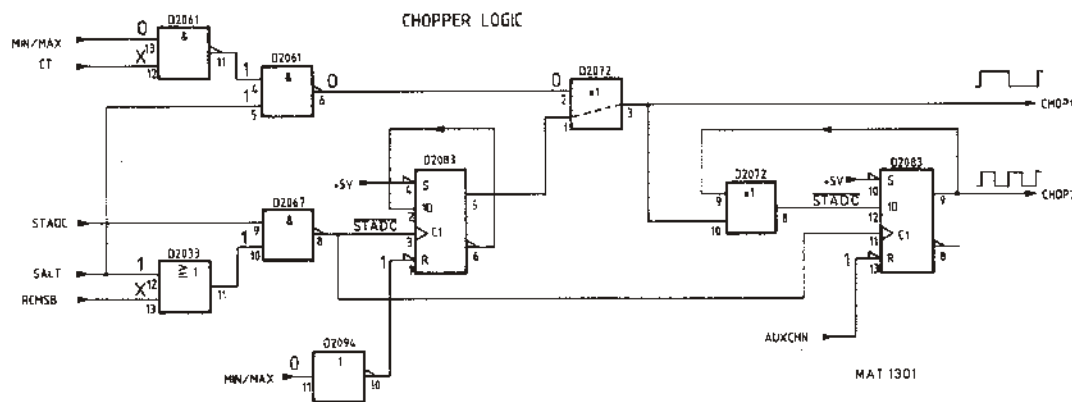 CHOPPER LOGIC
D2061
MIN/MAX 0 13 & 11
CT X 12
D2061
1 4 & 6 0
1 5
0 D2072
2 =1 3
1
CHOP1
D2083
+5V 4 S
1D 5
2
STADC 3 C1
6
1 1 R
D2072
9 =1 8
10
D2083
+5V 10 S 9
STADC 12 1D
11 C1
8
1 13 R
CHOP2
D2067
STADC 9 & 8
1 10
D2033
SALT 1 12 ≥ 1 11
RCMSB X 13
D2094
MIN/MAX 0 11 1 10
AUXCHN
MAT 1301